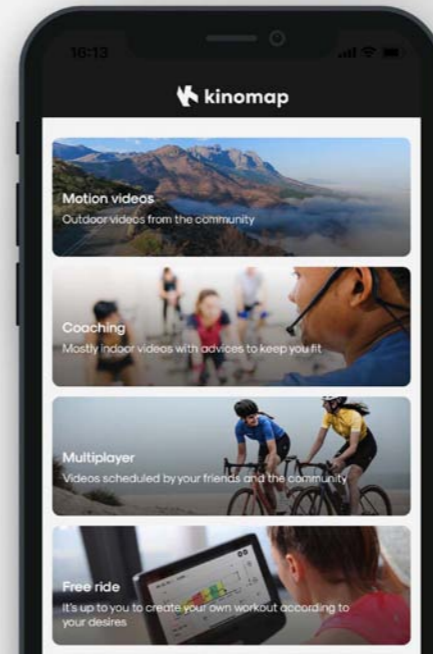 16:13
kinomap
Motion videos
Outdoor videos from the community
Coaching
Mostly indoor videos with advices to keep you fit
Multiplayer
Videos scheduled by your friends and the community
Free ride
It's up to you to create your own workout according to
your desires